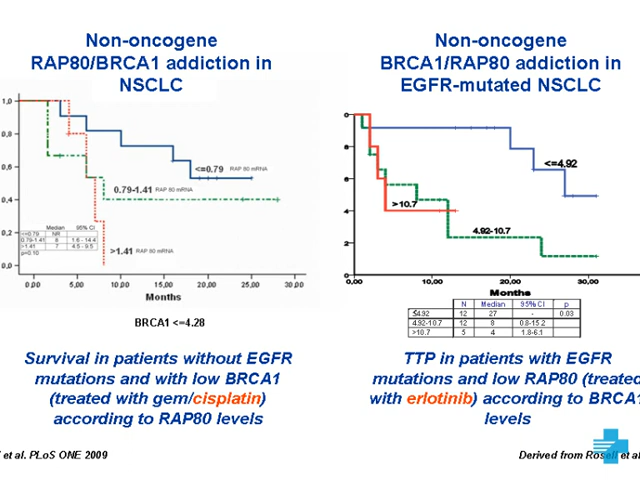 Non-oncogene
RAP80/BRCA1 addiction in
NSCLC
1,0
0,8
0,6
0,4
0,2
0,0
<=0.79 RAP 80 mRNA
0.79-1.41 RAP 80 mRNA
>1.41 RAP 80 mRNA
Median 95% CI
<=0.79 NR
0.79-1.41 8 1.6 - 14.4
>1.41 7 4.5 - 9.5
p=0.10
0,00 5,00 10,00 15,00 20,00 25,00 30,00
Months
BRCA1 <=4.28
Survival in patients without EGFR
mutations and with low BRCA1
(treated with gem/cisplatin)
according to RAP80 levels
et al. PLoS ONE 2009
Non-oncogene
BRCA1/RAP80 addiction in
EGFR-mutated NSCLC
0
8
6
4
2
0
<=4.92
>10.7
4.92-10.7
0,00 10,00 20,00 30,00
Months
N Median 95% CI p
≤4.92 12 27 - 0.03
4.92-10.7 12 8 0.8-15.2
>10.7 5 4 1.8-6.1
TTP in patients with EGFR
mutations and low RAP80 (treated
with erlotinib) according to BRCA1
levels
Derived from Rosell et al